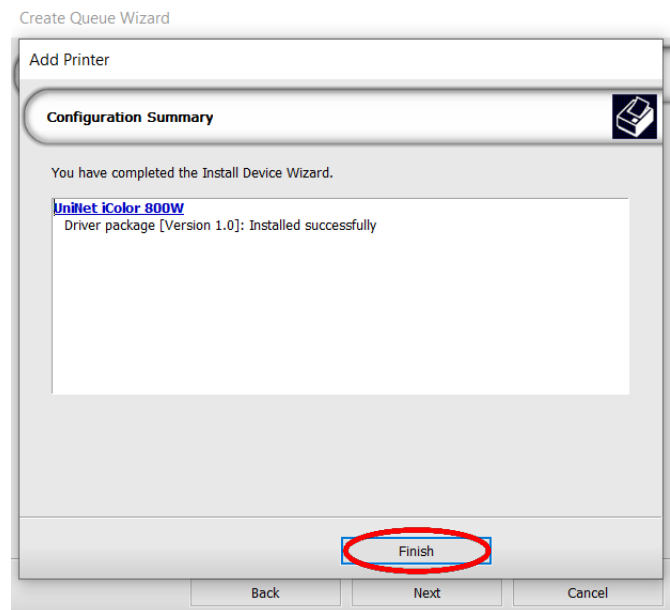 Create Queue Wizard
Add Printer
Configuration Summary
You have completed the Install Device Wizard.
UniNet iColor 800W
Driver package [Version 1.0]: Installed successfully
Finish
Back Next Cancel